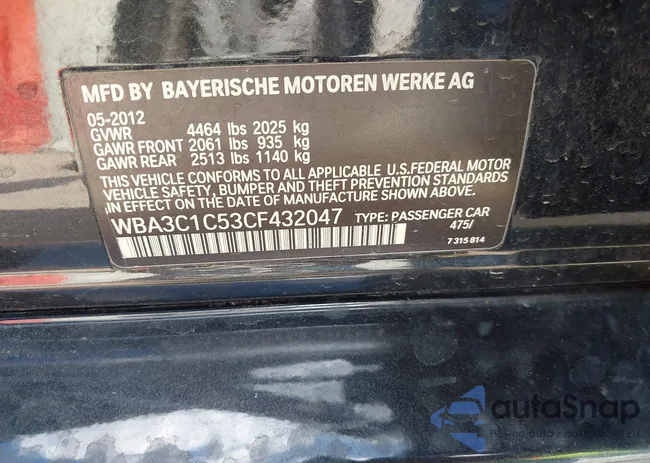 MFD BY BAYERISCHE MOTOREN WERKE AG
05-2012
GVWR 4464 lbs 2025 kg
GAWR FRONT 2061 lbs 935 kg
GAWR REAR 2513 lbs 1140 kg
THIS VEHICLE CONFORMS TO ALL APPLICABLE U.S.FEDERAL MOTOR
VEHICLE SAFETY, BUMPER AND THEFT PREVENTION STANDARDS
IN EFFECT ON THE DATE OF MANUFACTURE SHOWN ABOVE.
WBA3C1C53CF432047 TYPE: PASSENGER CAR
475/
7 315 814
autaSnap